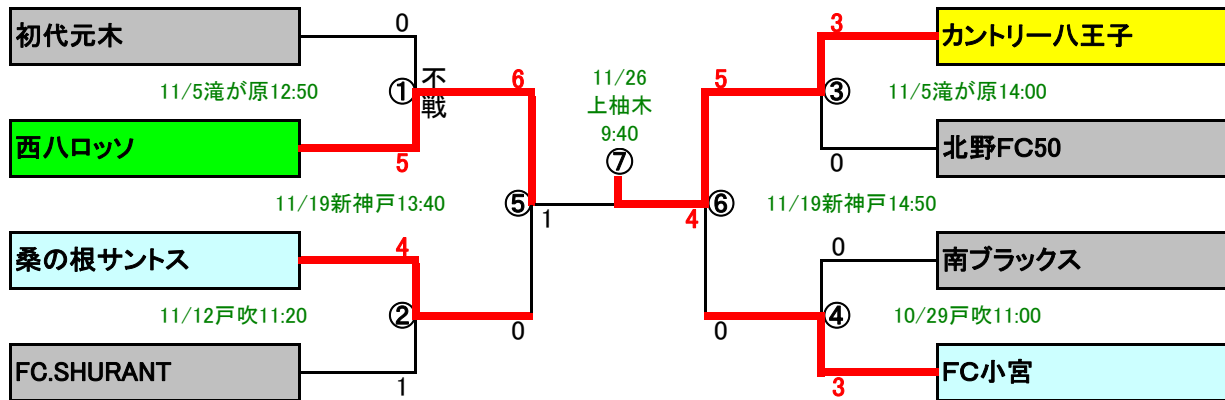 初代元木
0
11/5滝が原12:50
①
不
戦
6
西八ロッソ
5
11/19新神戸13:40
⑤
1
桑の根サントス
4
11/12戸吹11:20
②
0
FC.SHURANT
1
11/26
上柚木
9:40
⑦
4
3
カントリー八王子
5
③
11/5滝が原14:00
0
北野FC50
⑥
11/19新神戸14:50
0
南ブラックス
④
10/29戸吹11:00
0
3
FC小宮